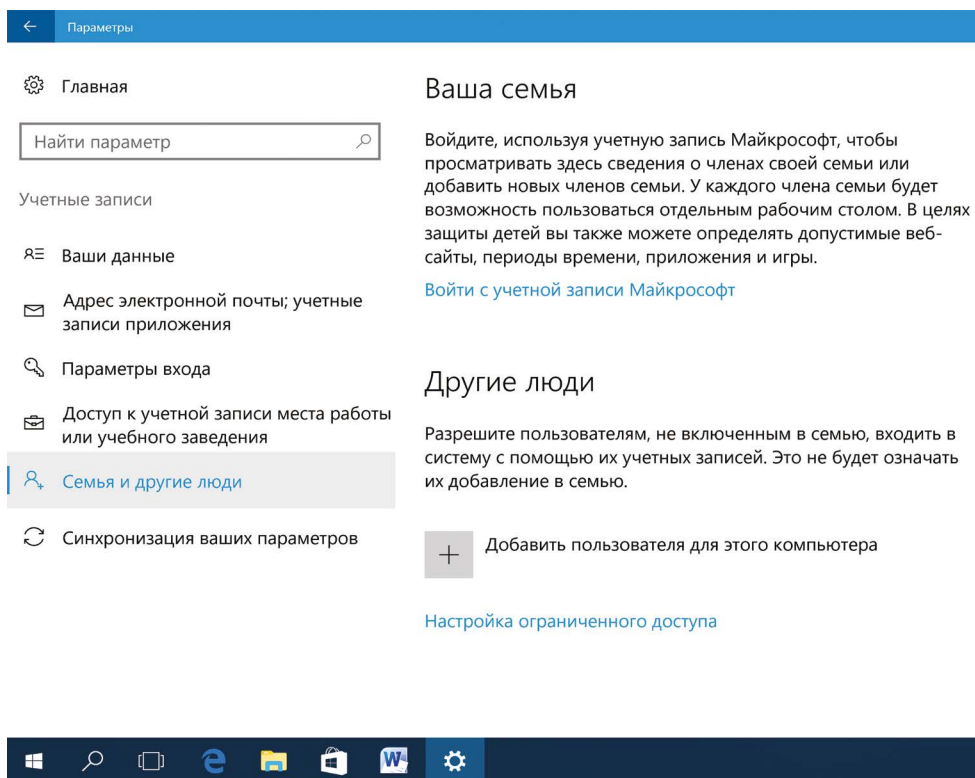 Параметры
Главная
Найти параметр
Учетные записи
Ваши данные
Адрес электронной почты; учетные
записи приложения
Параметры входа
Доступ к учетной записи места работы
или учебного заведения
Семья и другие люди
Синхронизация ваших параметров
Ваша семья
Войдите, используя учетную запись Майкрософт, чтобы
просматривать здесь сведения о членах своей семьи или
добавить новых членов семьи. У каждого члена семьи будет
возможность пользоваться отдельным рабочим столом. В целях
защиты детей вы также можете определять допустимые веб-
сайты, периоды времени, приложения и игры.
Войти с учетной записи Майкрософт
Другие люди
Разрешите пользователям, не включенным в семью, входить в
систему с помощью их учетных записей. Это не будет означать
их добавление в семью.
Добавить пользователя для этого компьютера
Настройка ограниченного доступа
W